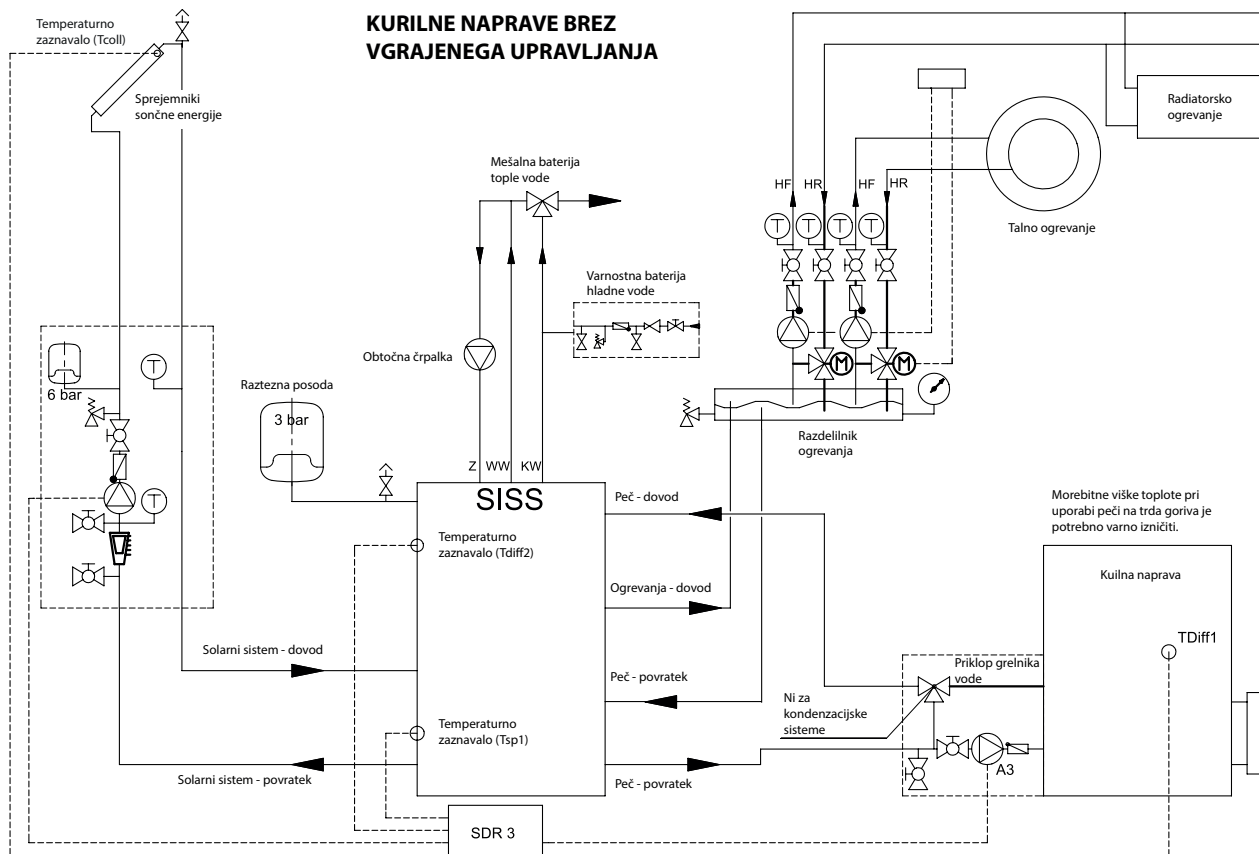 KURILNE NAPRAVE BREZ
VGRAJENEGA UPRAVLJANJA
Temperaturno
zaznavalo (Tcoll)
Sprejemniki
sončne energije
Mešalna baterija
tople vode
Varnostna baterija
hladne vode
Obtočna črpalka
Raztezna posoda
3 bar
6 bar
T
T
Z
WW
KW
SISS
HF
HR
HF
HR
T
T
T
T
M
M
Radiatorsko
ogrevanje
Talno ogrevanje
Razdelilnik
ogrevanja
Peč - dovod
Temperaturno
zaznavalo (Tdiff2)
Ogrevanja - dovod
Solarni sistem - dovod
Peč - povratek
Temperaturno
zaznavalo (Tsp1)
Solarni sistem - povratek
Peč - povratek
SDR 3
Morebitne viške toplote pri
uporabi peči na trda goriva je
potrebno varno izničiti.
Kuilna naprava
TDiff1
Priklop grelnika
vode
Ni za
kondenzacijske
sisteme
A3